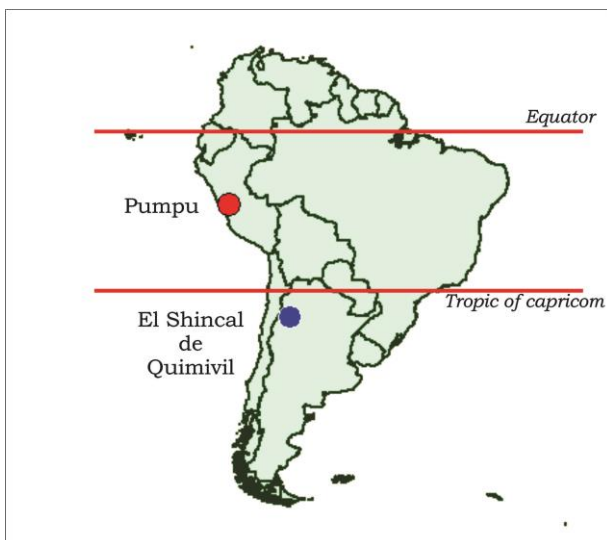 Equator
Pumpu
Tropic of capricom
El Shincal
de
Quimivil